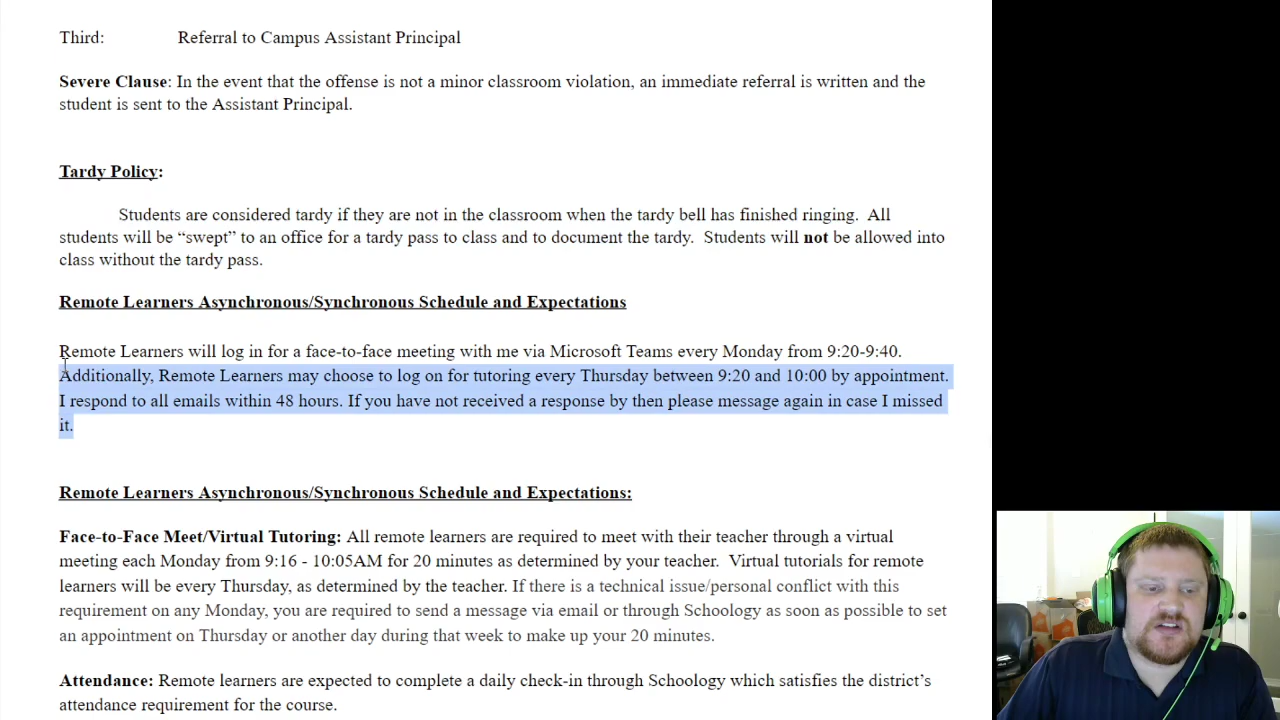 Third: Referral to Campus Assistant Principal
Severe Clause: In the event that the offense is not a minor classroom violation, an immediate referral is written and the
student is sent to the Assistant Principal.
Tardy Policy:
Students are considered tardy if they are not in the classroom when the tardy bell has finished ringing. All
students will be “swept” to an office for a tardy pass to class and to document the tardy. Students will not be allowed into
class without the tardy pass.
Remote Learners Asynchronous/Synchronous Schedule and Expectations
Remote Learners will log in for a face-to-face meeting with me via Microsoft Teams every Monday from 9:20-9:40.
Additionally, Remote Learners may choose to log on for tutoring every Thursday between 9:20 and 10:00 by appointment.
I respond to all emails within 48 hours. If you have not received a response by then please message again in case I missed
it.
Remote Learners Asynchronous/Synchronous Schedule and Expectations:
Face-to-Face Meet/Virtual Tutoring: All remote learners are required to meet with their teacher through a virtual
meeting each Monday from 9:16 - 10:05AM for 20 minutes as determined by your teacher. Virtual tutorials for remote
learners will be every Thursday, as determined by the teacher. If there is a technical issue/personal conflict with this
requirement on any Monday, you are required to send a message via email or through Schoology as soon as possible to set
an appointment on Thursday or another day during that week to make up your 20 minutes.
Attendance: Remote learners are expected to complete a daily check-in through Schoology which satisfies the district’s
attendance requirement for the course.